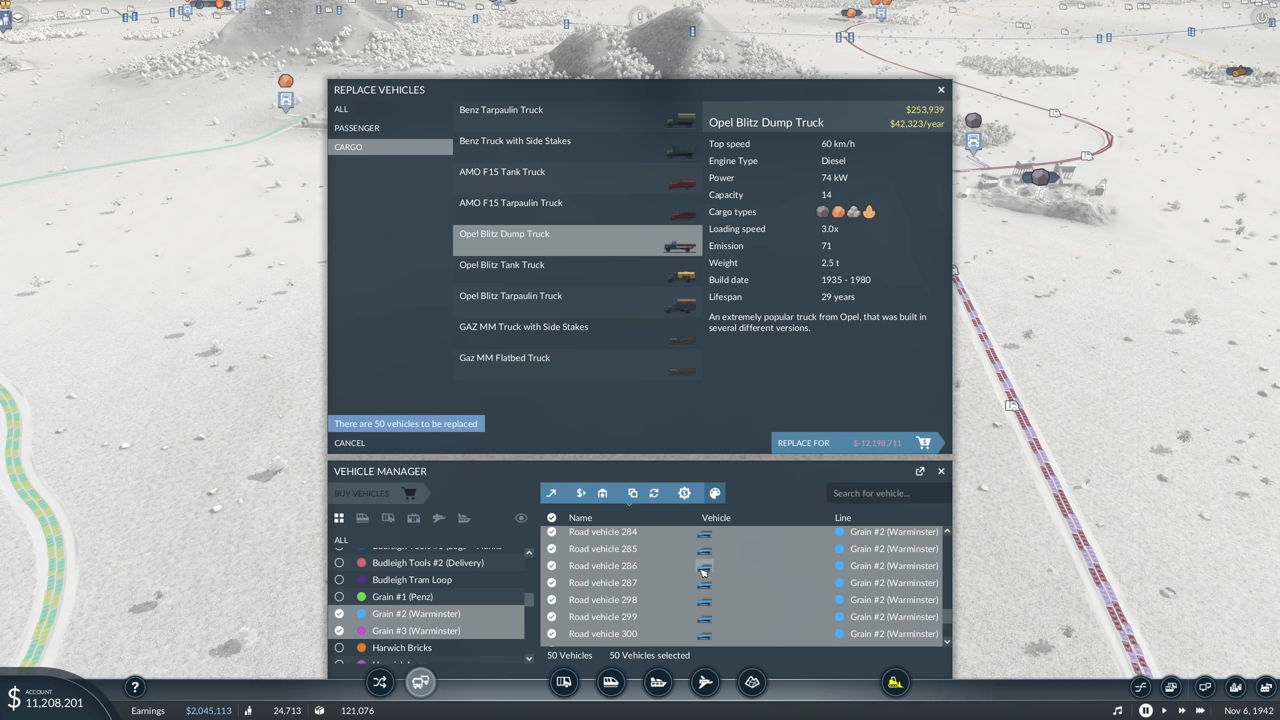 REPLACE VEHICLES
ALL
PASSENGER
CARGO
Benz Tarpaulin Truck
Benz Truck with Side Stakes
AMO F15 Tank Truck
AMO F15 Tarpaulin Truck
Opel Blitz Dump Truck
Opel Blitz Tank Truck
Opel Blitz Tarpaulin Truck
GAZ MM Truck with Side Stakes
Gaz MM Flatbed Truck
$253,939
$42,323/year
Opel Blitz Dump Truck
Top speed 60 km/h
Engine Type Diesel
Power 74 kW
Capacity 14
Cargo types
Loading speed 3.0x
Emission 71
Weight 2.5 t
Build date 1935 - 1980
Lifespan 29 years
An extremely popular truck from Opel, that was built in
several different versions.
There are 50 vehicles to be replaced
CANCEL
REPLACE FOR $-12,198,711
VEHICLE MANAGER
BUY VEHICLES
Search for vehicle...
ALL
Budleigh Tools #2 (Delivery)
Budleigh Tram Loop
Grain #1 (Penz)
Grain #2 (Warminster)
Grain #3 (Warminster)
Harwich Bricks
Name Vehicle Line
Road vehicle 284 Grain #2 (Warminster)
Road vehicle 285 Grain #2 (Warminster)
Road vehicle 286 Grain #2 (Warminster)
Road vehicle 287 Grain #2 (Warminster)
Road vehicle 298 Grain #2 (Warminster)
Road vehicle 299 Grain #2 (Warminster)
Road vehicle 300 Grain #2 (Warminster)
50 Vehicles 50 Vehicles selected
$ ACCOUNT
11,208,201
?
Earnings $2,045,113 24,713 121,076
Nov 6, 1942